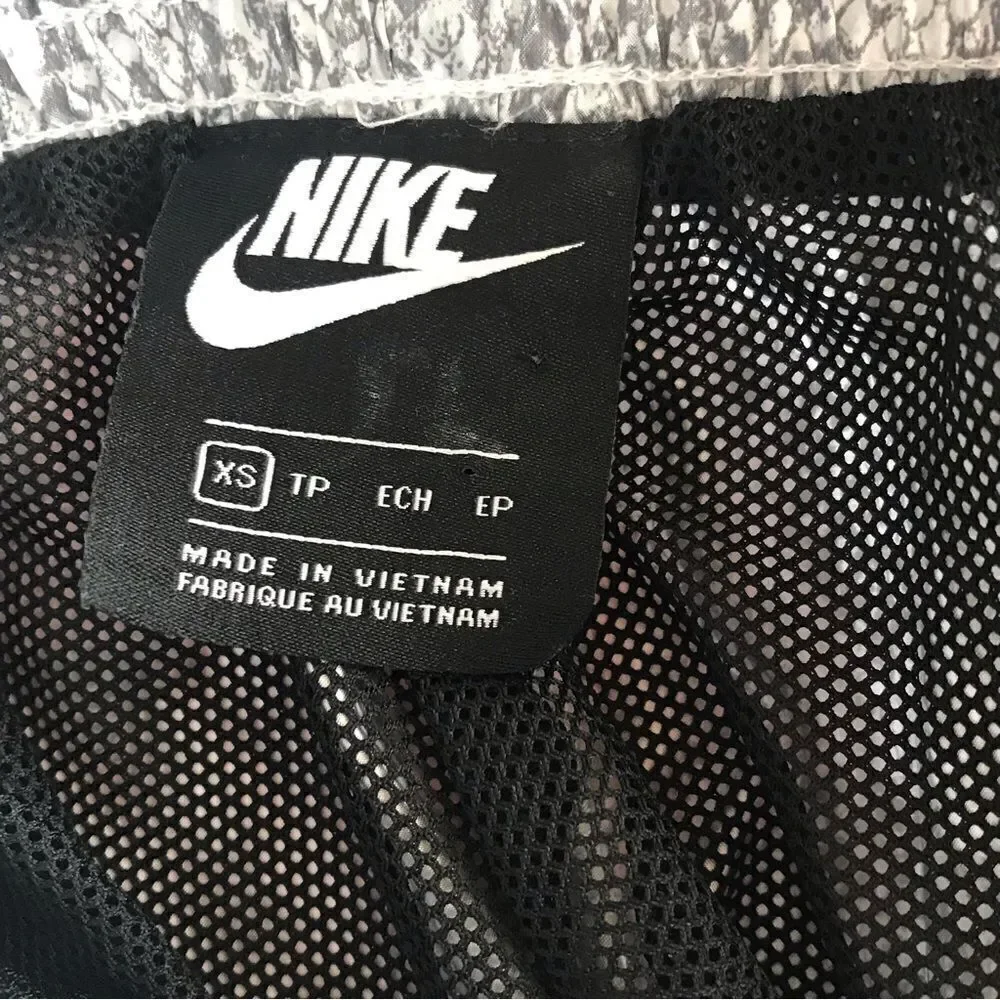 NIKE
XS TP ECH EP
MADE IN VIETNAM
FABRIQUE AU VIETNAM